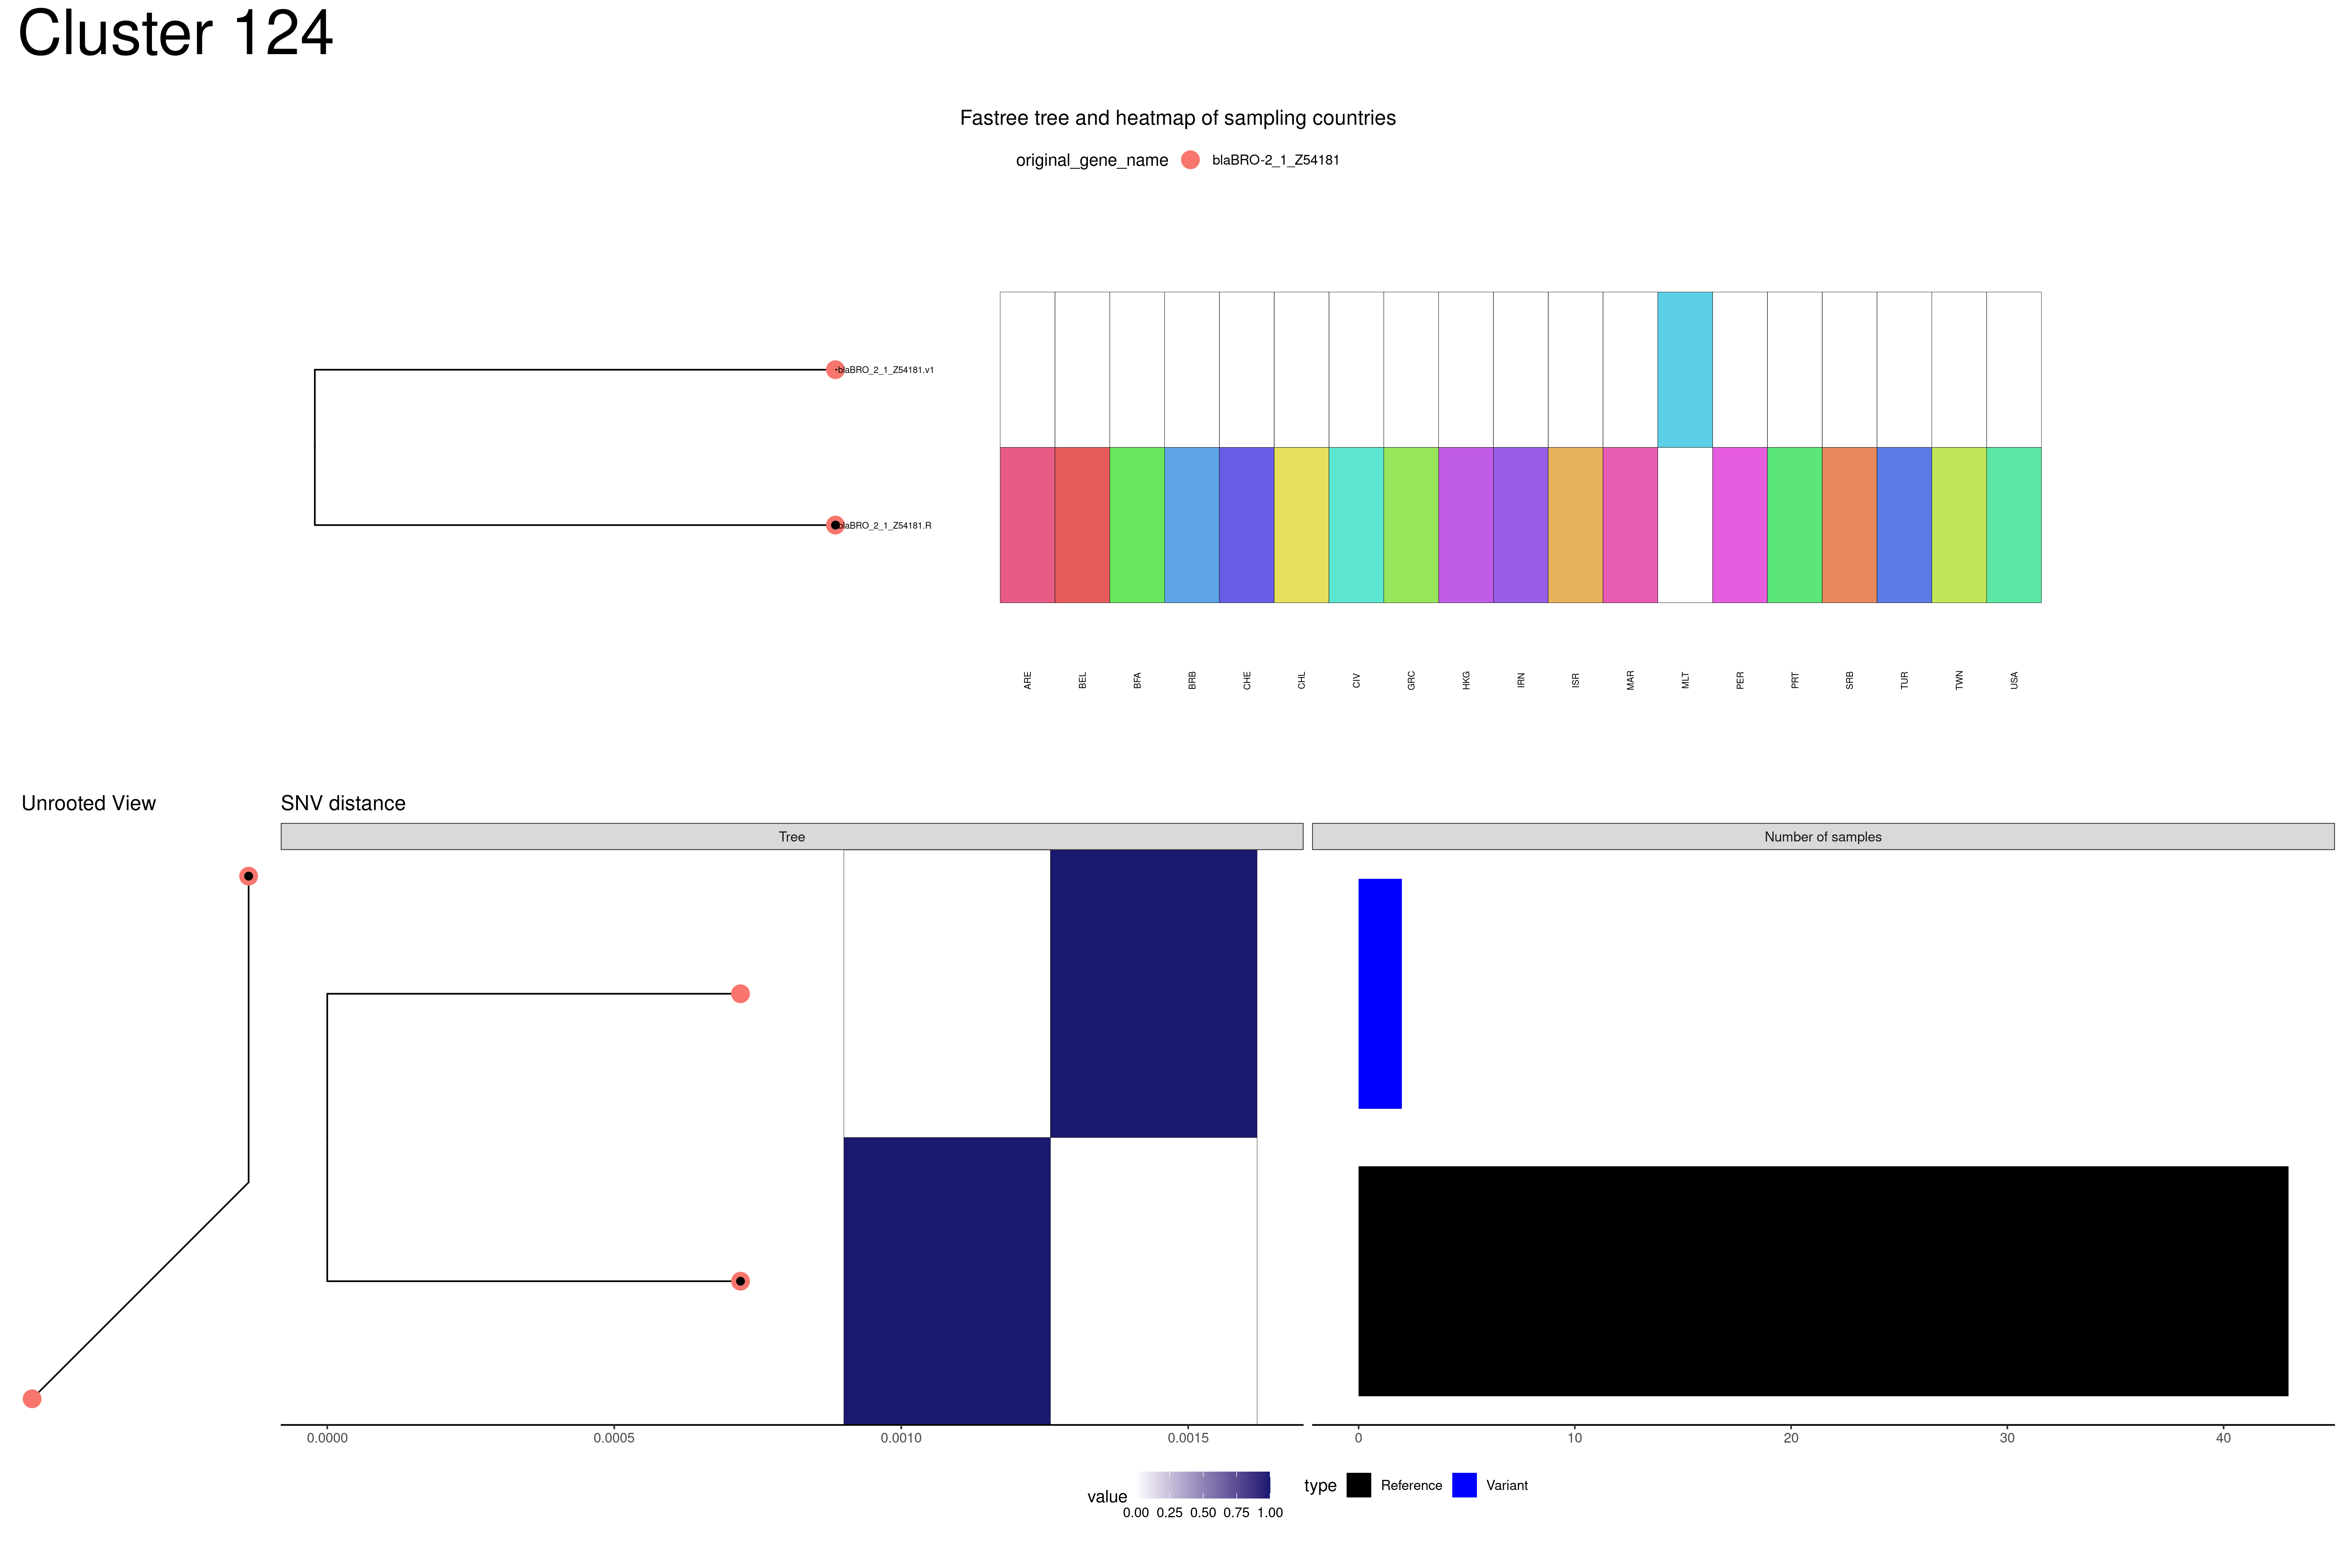 Cluster 124
Fastree tree and heatmap of sampling countries
original_gene_name blaBRO-2_1_Z54181
blaBRO_2_1_Z54181.v1
blaBRO_2_1_Z54181.R
ARE BEL BFA BRB CHE CHL CIV GRC HKG IRN ISR MAR MLT PER PRT SRB TUR TWN USA
Unrooted View
SNV distance
Tree
Number of samples
0.0000 0.0005 0.0010 0.0015
0 10 20 30 40
value
0.00 0.25 0.50 0.75 1.00
type Reference Variant